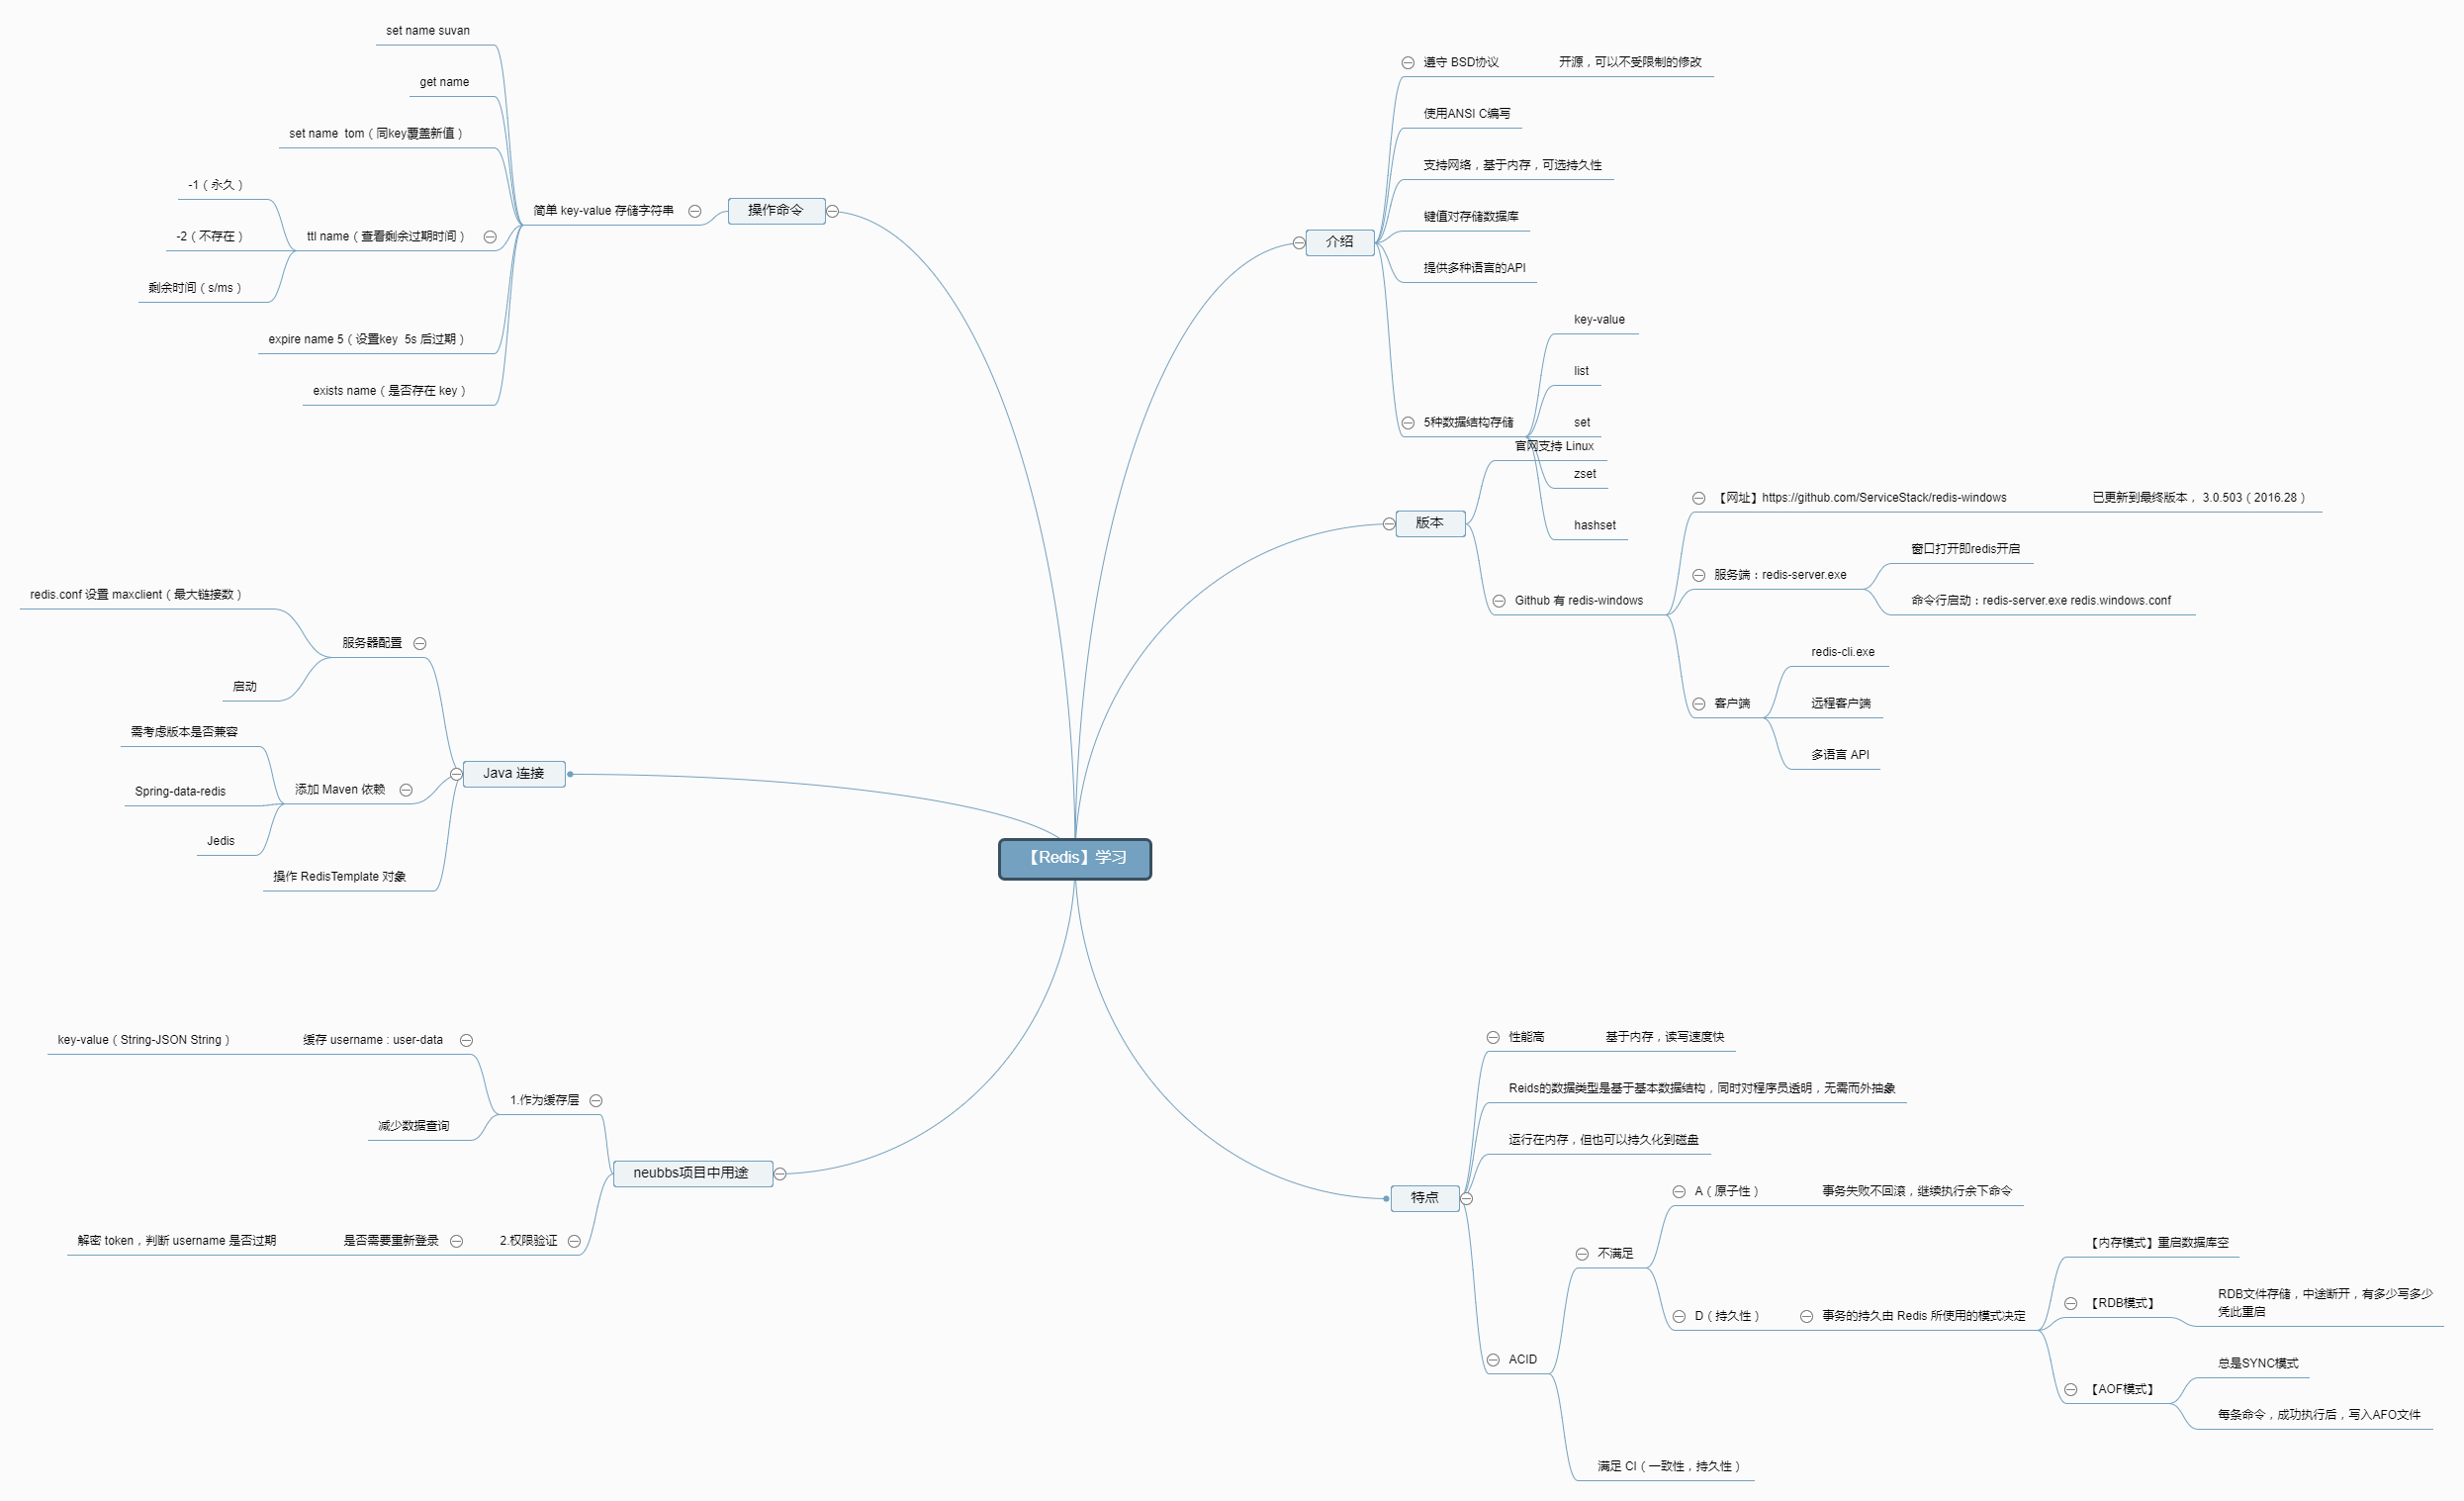 【Redis】学习
介绍
遵守 BSD协议
开源，可以不受限制的修改
使用ANSI C编写
支持网络，基于内存，可选持久性
键值对存储数据库
提供多种语言的API
5种数据结构存储
key-value
list
set
zset
hashset
版本
官网支持 Linux
Github 有 redis-windows
【网址】https://github.com/ServiceStack/redis-windows
已更新到最终版本， 3.0.503（2016.28）
服务端：redis-server.exe
窗口打开即redis开启
命令行启动：redis-server.exe redis.windows.conf
客户端
redis-cli.exe
远程客户端
多语言 API
特点
性能高
基于内存，读写速度快
Reids的数据类型是基于基本数据结构，同时对程序员透明，无需而外抽象
运行在内存，但也可以持久化到磁盘
ACID
不满足
A（原子性）
事务失败不回滚，继续执行余下命令
D（持久性）
事务的持久由 Redis 所使用的模式决定
【内存模式】重启数据库空
【RDB模式】
RDB文件存储，中途断开，有多少写多少
凭此重启
【AOF模式】
总是SYNC模式
每条命令，成功执行后，写入AFO文件
满足 CI（一致性，持久性）
操作命令
简单 key-value 存储字符串
set name suvan
get name
set name  tom（同key覆盖新值）
ttl name（查看剩余过期时间）
-1（永久）
-2（不存在）
剩余时间（s/ms）
expire name 5（设置key  5s 后过期）
exists name（是否存在 key）
Java 连接
服务器配置
redis.conf 设置 maxclient（最大链接数）
启动
添加 Maven 依赖
需考虑版本是否兼容
Spring-data-redis
Jedis
操作 RedisTemplate 对象
neubbs项目中用途
1.作为缓存层
缓存 username : user-data
key-value（String-JSON String）
减少数据查询
2.权限验证
是否需要重新登录
解密 token，判断 username 是否过期